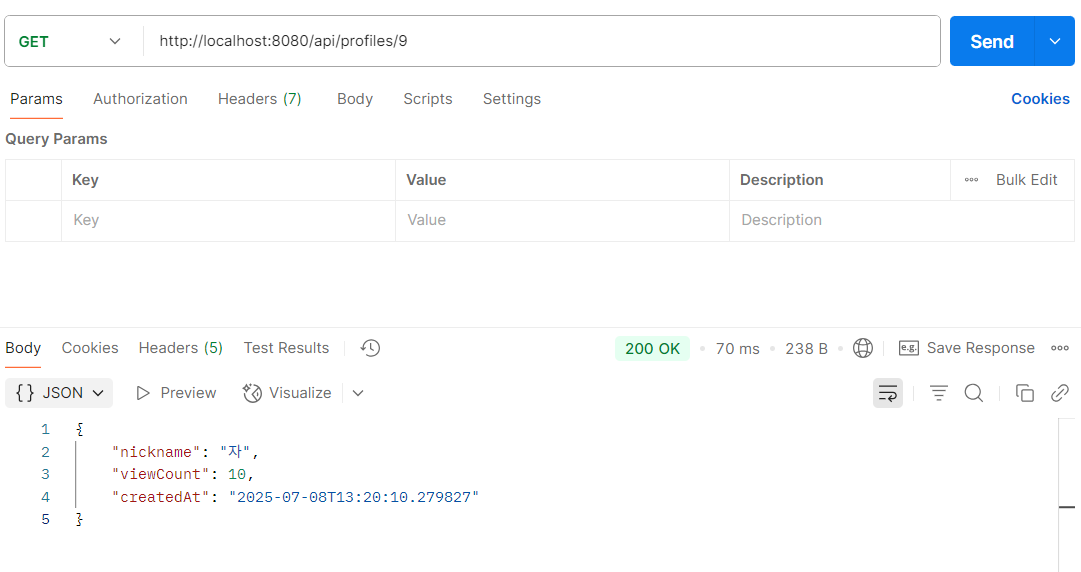 GET http://localhost:8080/api/profiles/9 Send
Params Authorization Headers (7) Body Scripts Settings Cookies
Query Params
Key Value Description Bulk Edit
Key Value Description
Body Cookies Headers (5) Test Results 200 OK 70 ms 238 B e.g. Save Response
{} JSON Preview Visualize
1 {
2 "nickname": "자",
3 "viewCount": 10,
4 "createdAt": "2025-07-08T13:20:10.279827"
5 }